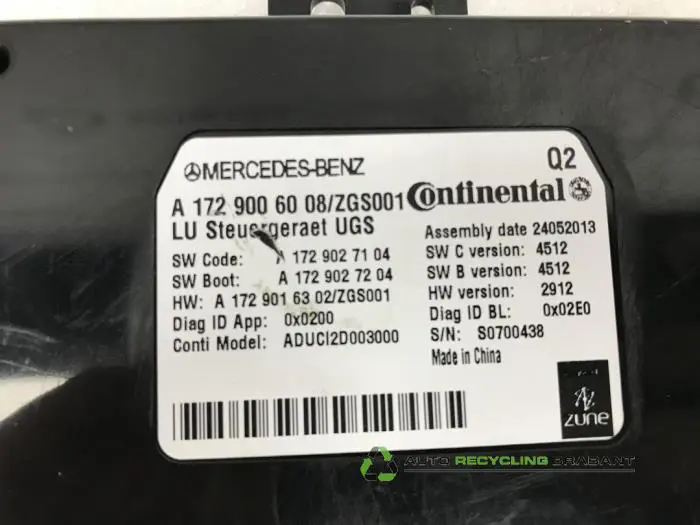 MERCEDES-BENZ
Q2
A 172 900 60 08/ZGS001
Continental
LU Steuergeraet UGS
Assembly date 24052013
SW Code: A 172 902 71 04
SW C version: 4512
SW Boot: A 172 902 72 04
SW B version: 4512
HW: A 172 901 63 02/ZGS001
HW version: 2912
Diag ID App: 0x0200
Diag ID BL: 0x02E0
Conti Model: ADUCI2D003000
S/N: S0700438
Made in China
zune
AUTO RECYCLING BRABANT